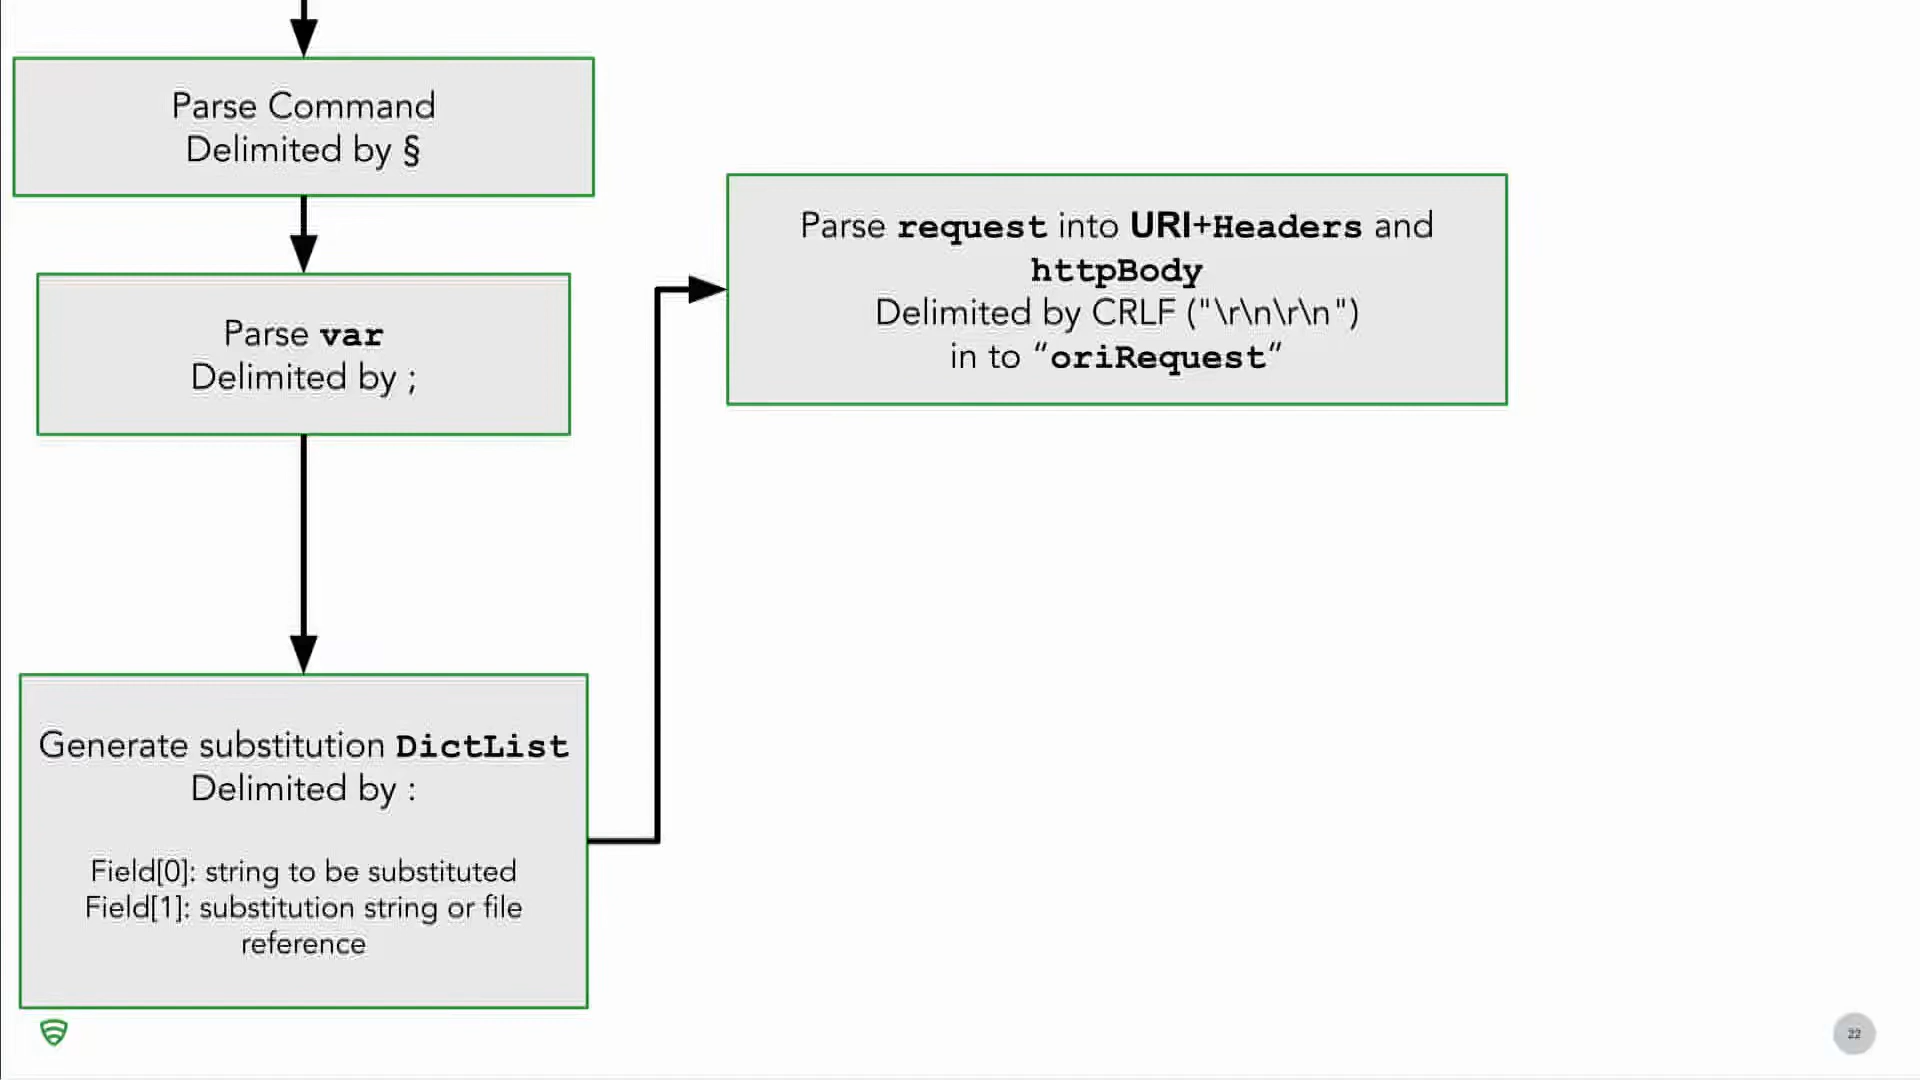 Parse Command
Delimited by §
Parse var
Delimited by ;
Generate substitution DictList
Delimited by :
Field[0]: string to be substituted
Field[1]: substitution string or file
reference
Parse request into URI+Headers and
httpBody
Delimited by CRLF ("\r\n\r\n")
in to “oriRequest”
22